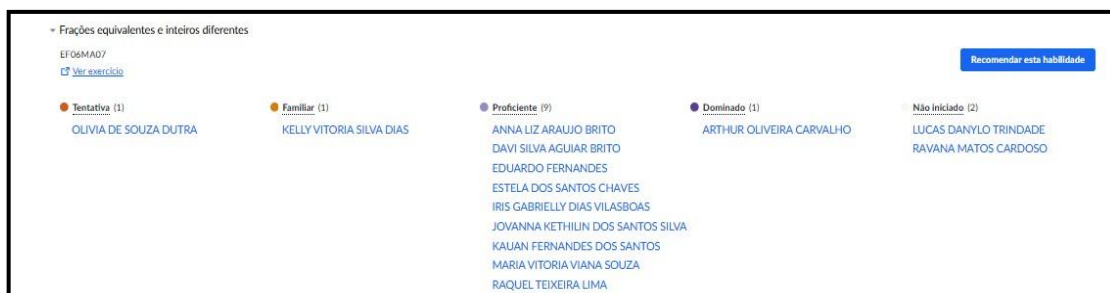 Frações equivalentes e inteiros diferentes
EF06MA07
Ver exercício
Recomendar esta habilidade
Tentativa (1)
OLIVIA DE SOUZA DUTRA
Familiar (1)
KELLY VITORIA SILVA DIAS
Proficiente (9)
ANNA LIZ ARAUJO BRITO
DAVI SILVA AGUIAR BRITO
EDUARDO FERNANDES
ESTELA DOS SANTOS CHAVES
IRIS GABRIELLY DIAS VILASBOAS
JOVANNA KETHILIN DOS SANTOS SILVA
KAUAN FERNANDES DOS SANTOS
MARIA VITORIA VIANA SOUZA
RAQUEL TEIXEIRA LIMA
Dominado (1)
ARTHUR OLIVEIRA CARVALHO
Não iniciado (2)
LUCAS DANYLO TRINDADE
RAVANA MATOS CARDOSO